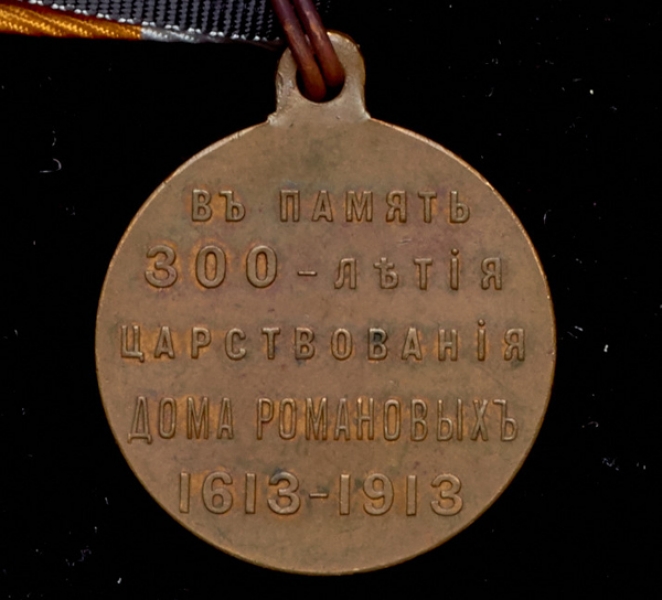 ВЪ ПАМЯТЬ
300-ЛѢТІЯ
ЦАРСТВОВАНІЯ
ДОМА РОМАНОВЫХЪ
1613-1913